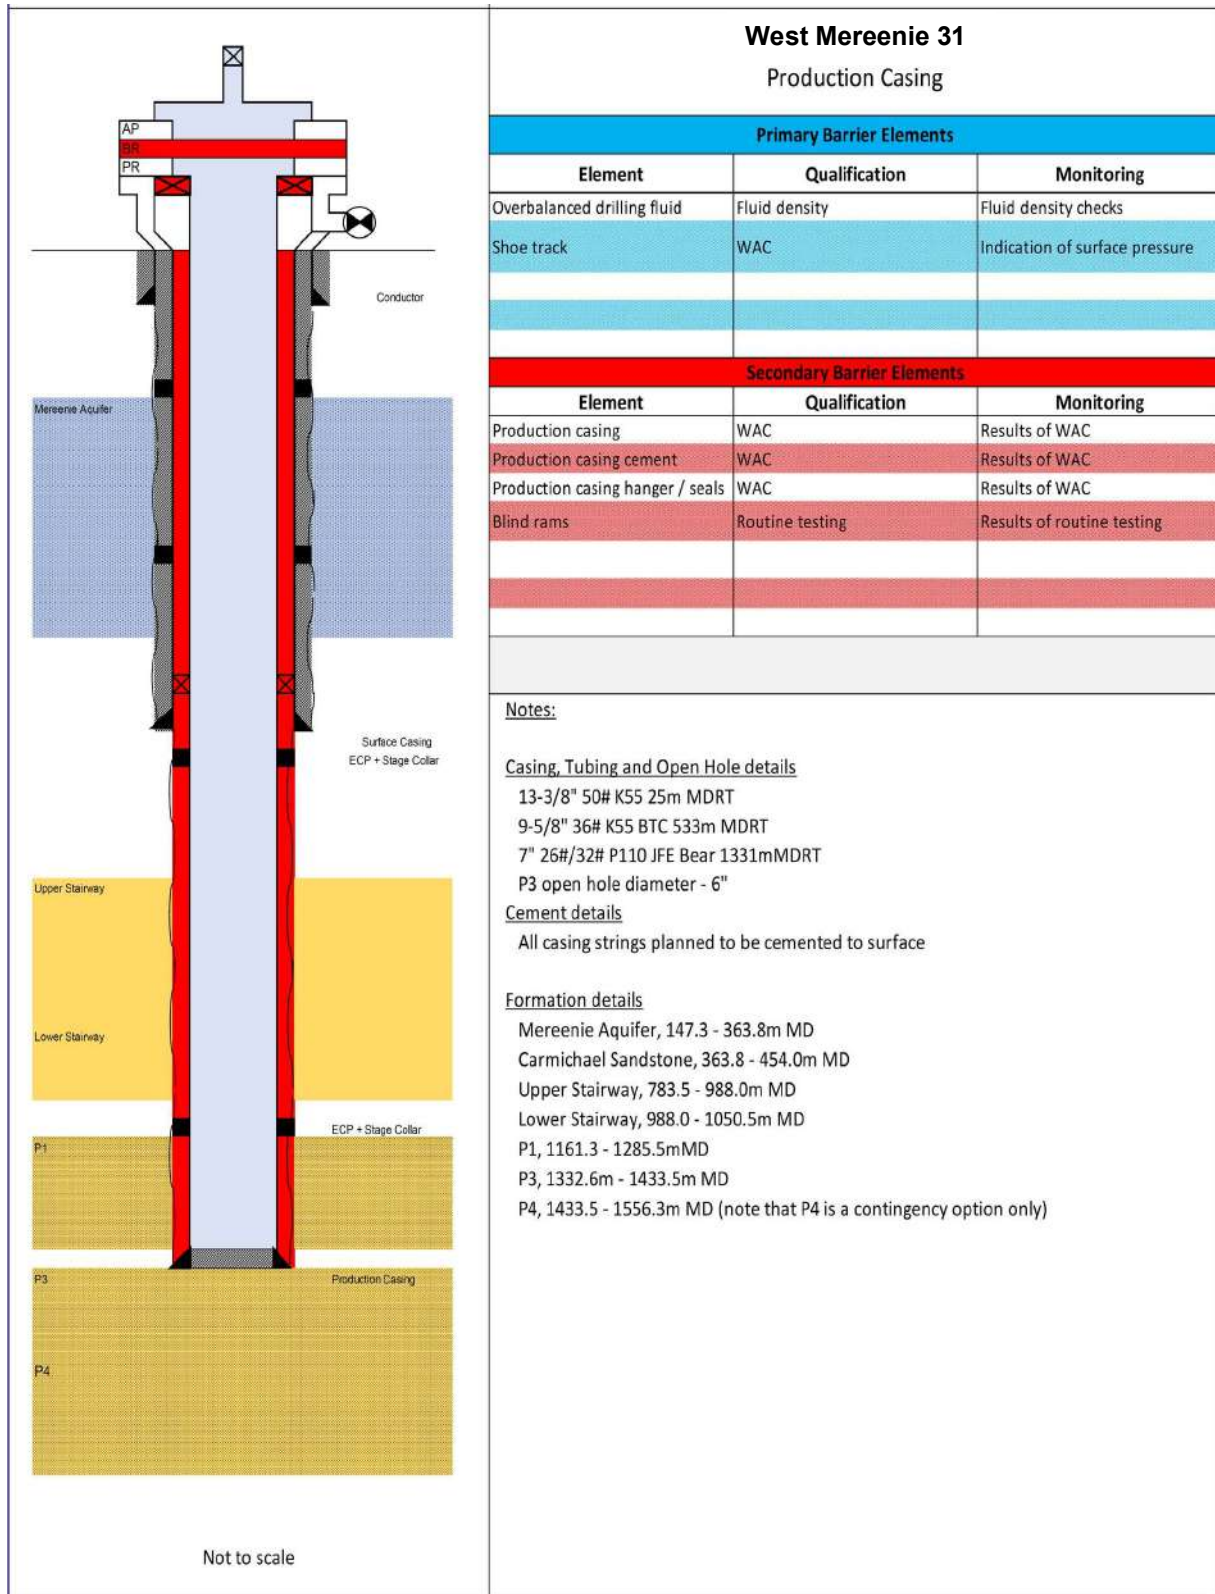 West Mereenie 31
Production Casing
AP
BR
PR
Conductor
Mereenie Aquifer
Surface Casing
ECP + Stage Collar
Upper Stairway
Lower Stairway
ECP + Stage Collar
P1
P3
Production Casing
P4
Not to scale
Primary Barrier Elements
Element Qualification Monitoring
Overbalanced drilling fluid Fluid density Fluid density checks
Shoe track WAC Indication of surface pressure
Secondary Barrier Elements
Element Qualification Monitoring
Production casing WAC Results of WAC
Production casing cement WAC Results of WAC
Production casing hanger / seals WAC Results of WAC
Blind rams Routine testing Results of routine testing
Notes:
Casing, Tubing and Open Hole details
13-3/8" 50# K55 25m MDRT
9-5/8" 36# K55 BTC 533m MDRT
7" 26#/32# P110 JFE Bear 1331mMDRT
P3 open hole diameter - 6"
Cement details
All casing strings planned to be cemented to surface
Formation details
Mereenie Aquifer, 147.3 - 363.8m MD
Carmichael Sandstone, 363.8 - 454.0m MD
Upper Stairway, 783.5 - 988.0m MD
Lower Stairway, 988.0 - 1050.5m MD
P1, 1161.3 - 1285.5mMD
P3, 1332.6m - 1433.5m MD
P4, 1433.5 - 1556.3m MD (note that P4 is a contingency option only)